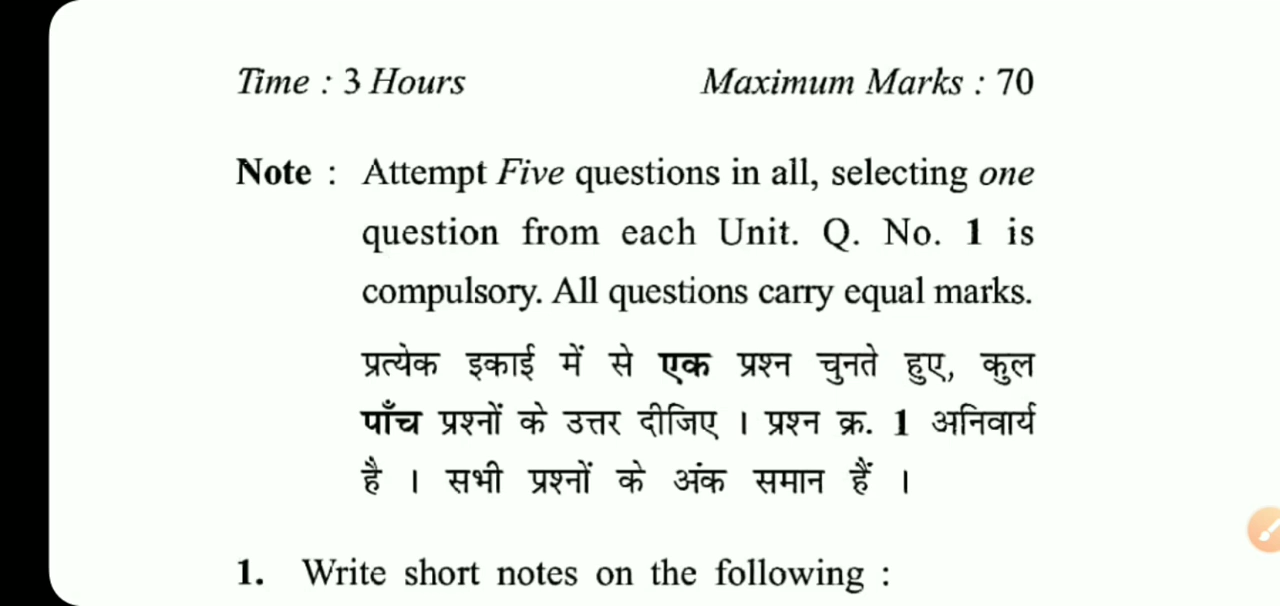 Time : 3 Hours Maximum Marks : 70
Note : Attempt Five questions in all, selecting one
question from each Unit. Q. No. 1 is
compulsory. All questions carry equal marks.
प्रत्येक इकाई में से एक प्रश्न चुनते हुए, कुल
पाँच प्रश्नों के उत्तर दीजिए । प्रश्न क्र. 1 अनिवार्य
है । सभी प्रश्नों के अंक समान हैं ।
1. Write short notes on the following :